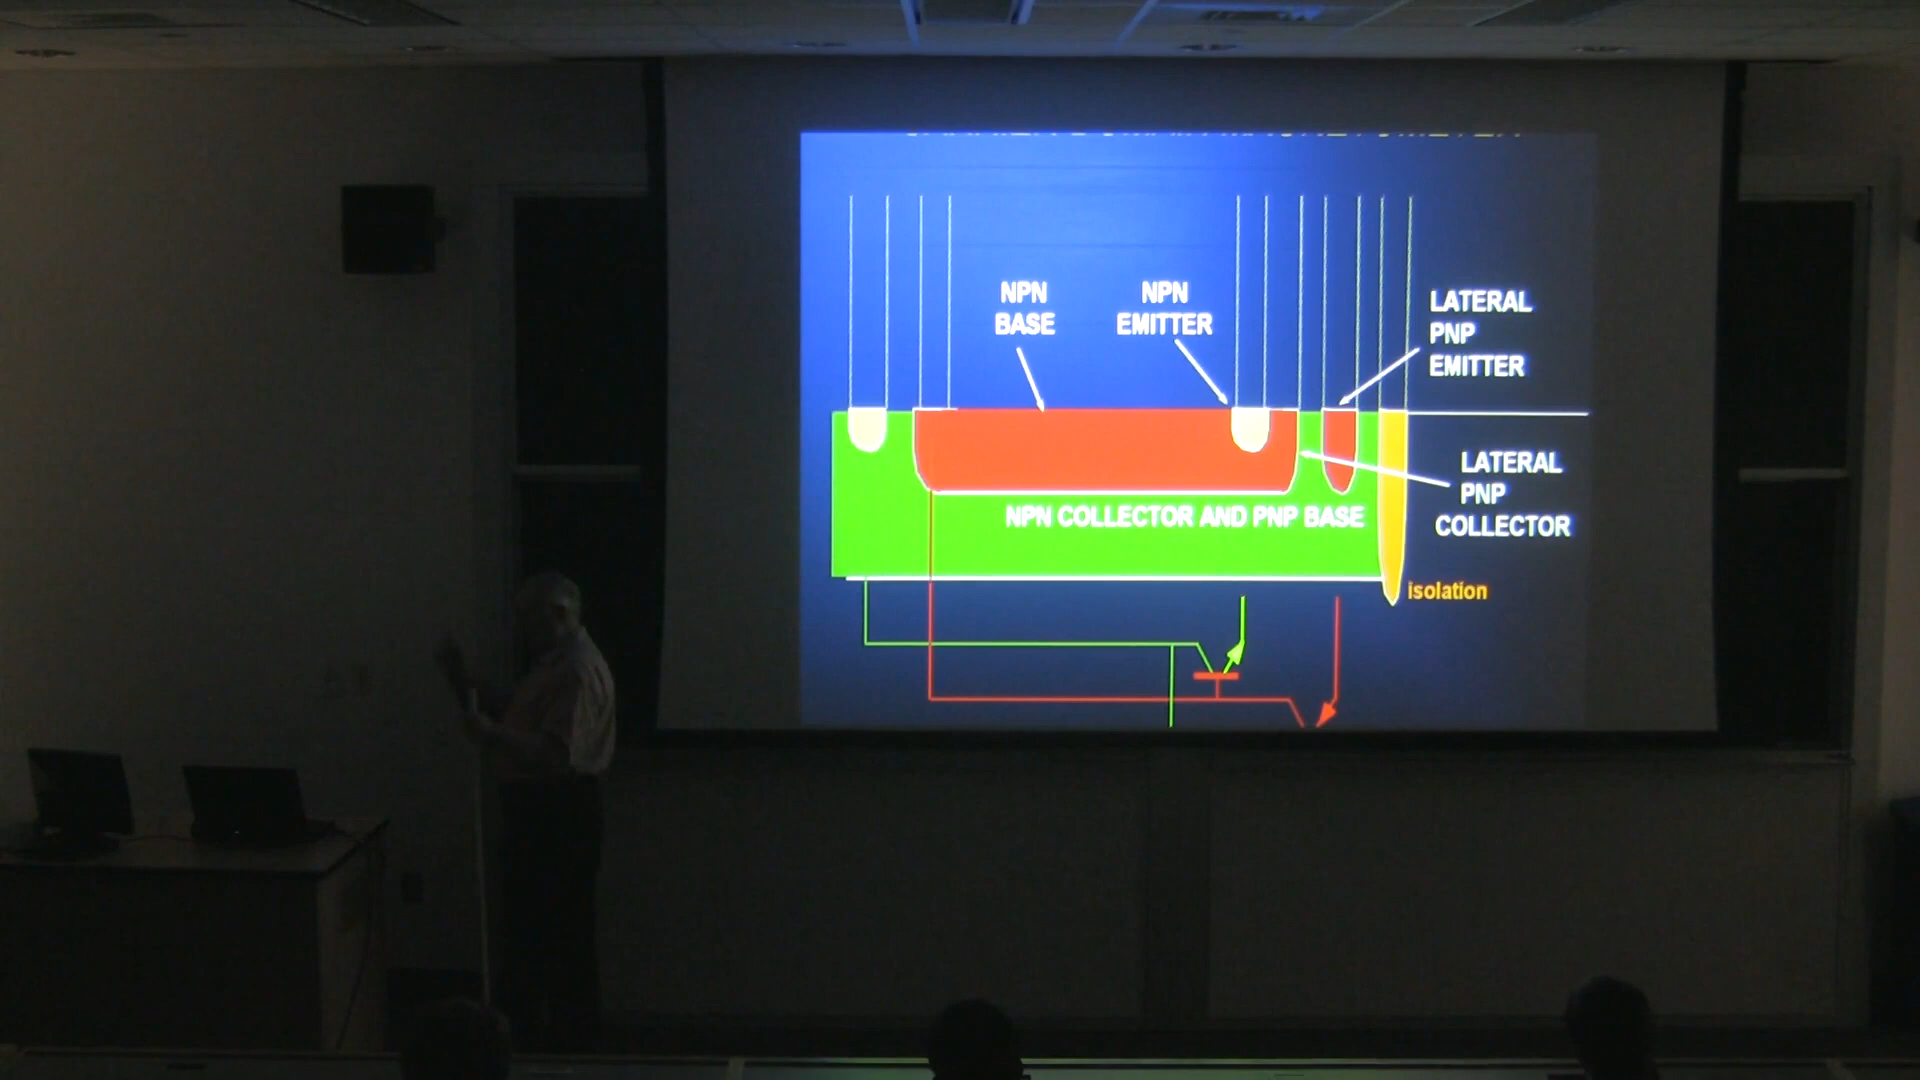 NPN
BASE
NPN
EMITTER
LATERAL
PNP
EMITTER
LATERAL
PNP
COLLECTOR
NPN COLLECTOR AND PNP BASE
isolation